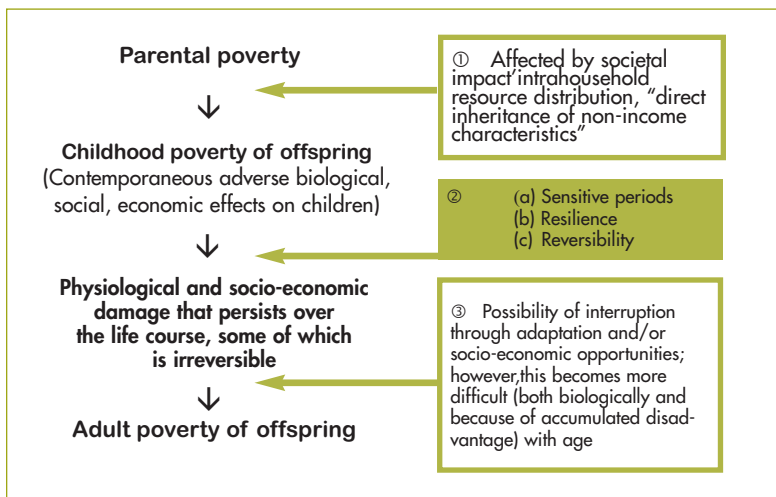 Parental poverty
↓
Childhood poverty of offspring
(Contemporaneous adverse biological,
social, economic effects on children)
↓
Physiological and socio-economic
damage that persists over
the life course, some of which
is irreversible
↓
Adult poverty of offspring
① Affected by societal
impact'intrahousehold
resource distribution, “direct
inheritance of non-income
characteristics”
② (a) Sensitive periods
(b) Resilience
(c) Reversibility
③ Possibility of interruption
through adaptation and/or
socio-economic opportunities;
however,this becomes more
difficult (both biologically and
because of accumulated disad-
vantage) with age